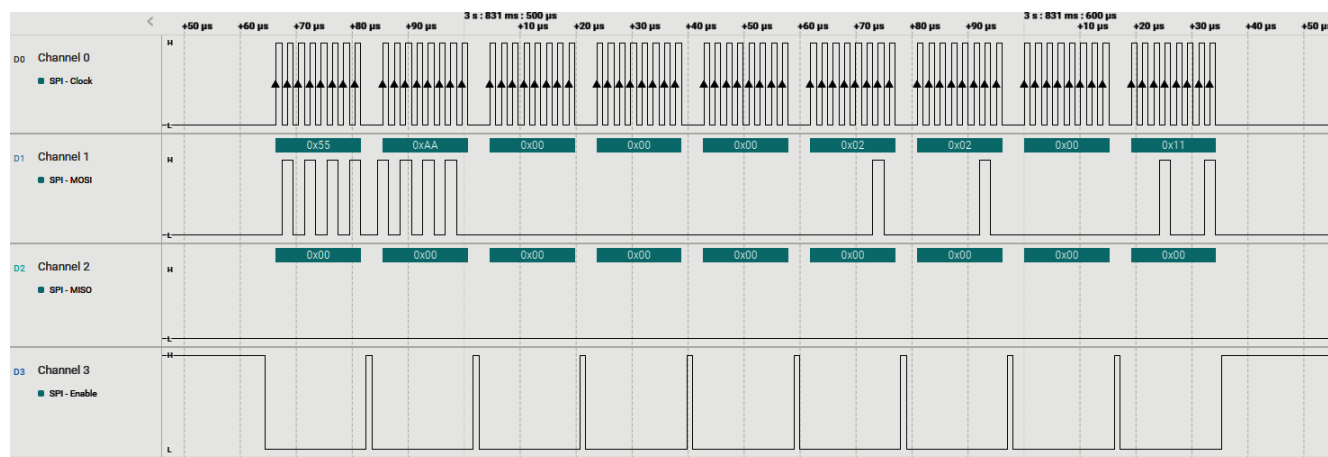 3 s : 831 ms : 500 µs 3 s : 831 ms : 600 µs
+50 µs +60 µs +70 µs +80 µs +90 µs +10 µs +20 µs +30 µs +40 µs +50 µs +60 µs +70 µs +80 µs +90 µs +10 µs +20 µs +30 µs +40 µs +50 µs
D0 Channel 0 H
SPI - Clock
L
0x55 0xAA 0x00 0x00 0x00 0x02 0x02 0x00 0x11
D1 Channel 1 H
SPI - MOSI
L
0x00 0x00 0x00 0x00 0x00 0x00 0x00 0x00 0x00
D2 Channel 2 H
SPI - MISO
L
H
D3 Channel 3
SPI - Enable
L